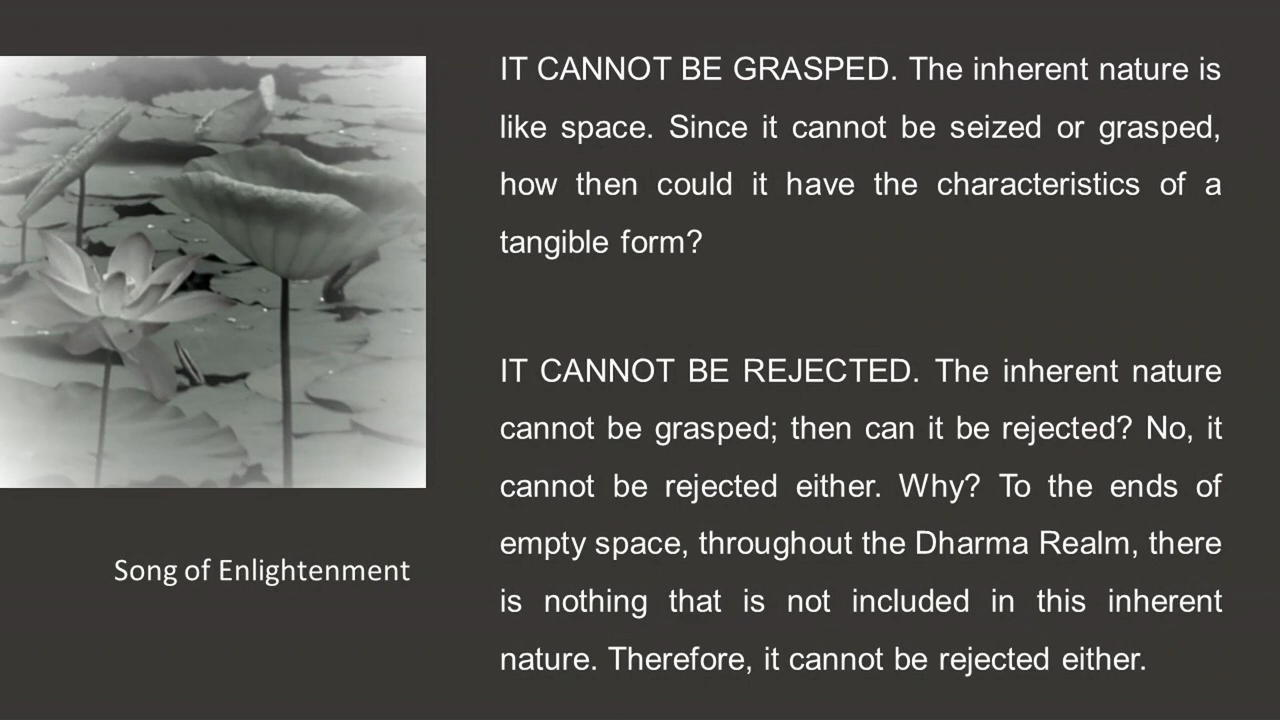 IT CANNOT BE GRASPED. The inherent nature is
like space. Since it cannot be seized or grasped,
how then could it have the characteristics of a
tangible form?
IT CANNOT BE REJECTED. The inherent nature
cannot be grasped; then can it be rejected? No, it
cannot be rejected either. Why? To the ends of
empty space, throughout the Dharma Realm, there
is nothing that is not included in this inherent
nature. Therefore, it cannot be rejected either.
Song of Enlightenment